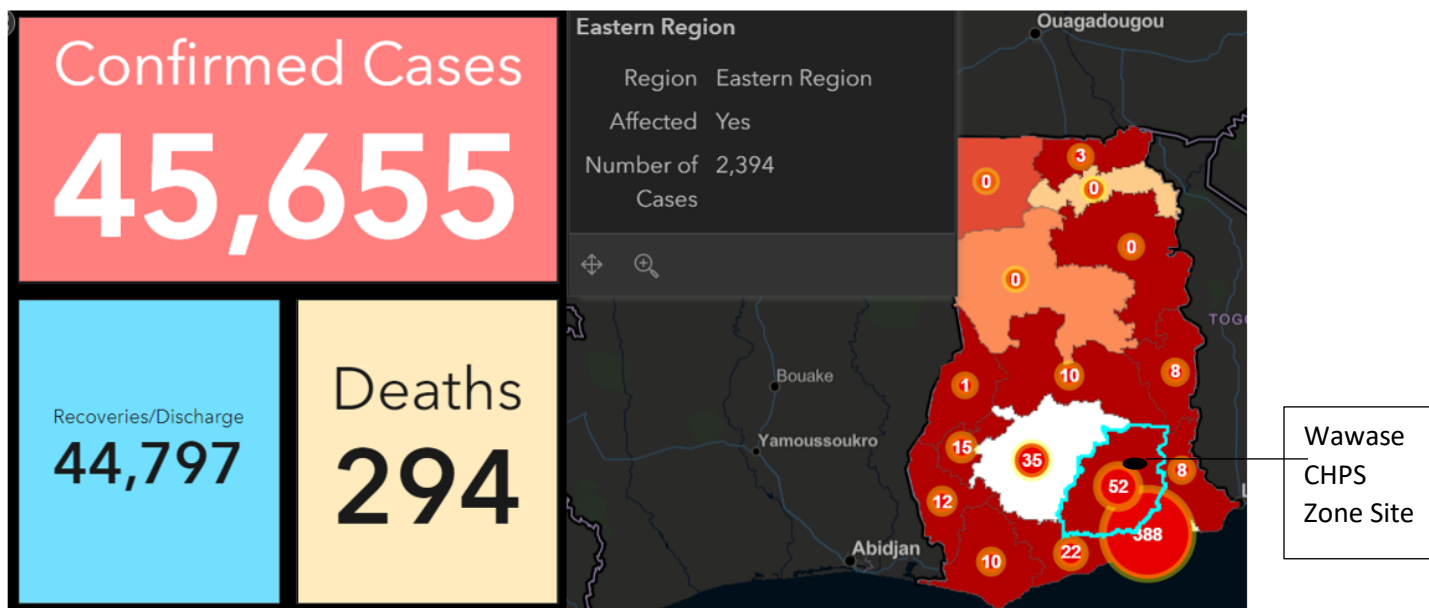 Confirmed Cases
45,655
Recoveries/Discharge
44,797
Deaths
294
Eastern Region
Region Eastern Region
Affected Yes
Number of 2,394
Cases
Ouagadougou
3
0
0
0
0
TOGO
Bouake
1
10
8
Yamoussoukro
15
35
8
52
12
388
Abidjan
22
10
Wawase
CHPS
Zone Site